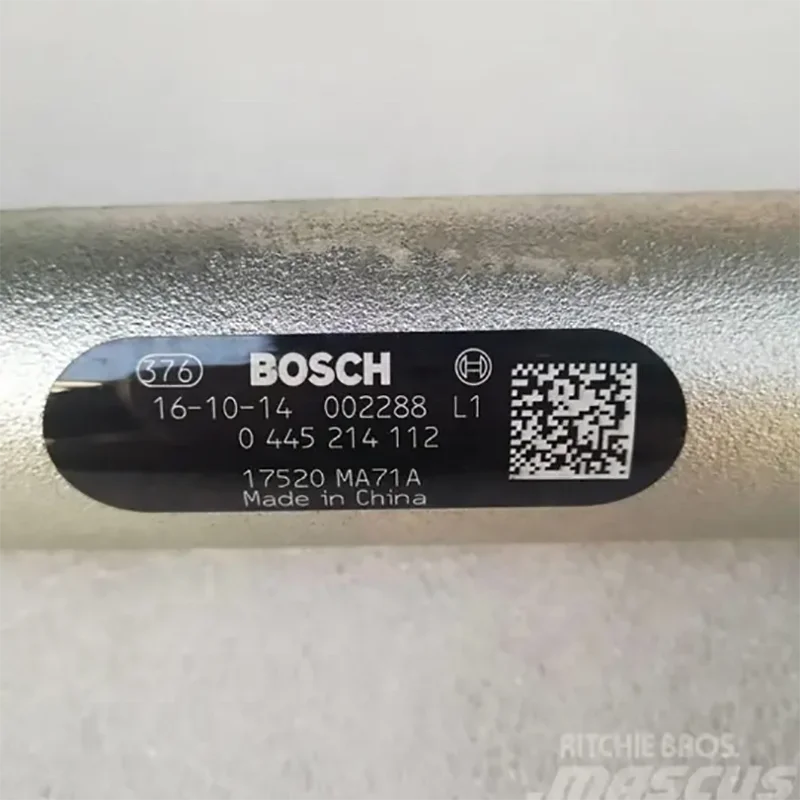 376 BOSCH
16-10-14 002288 L1
0 445 214 112
17520 MA71A
Made in China
RITCHIE BROS.
MASCUS